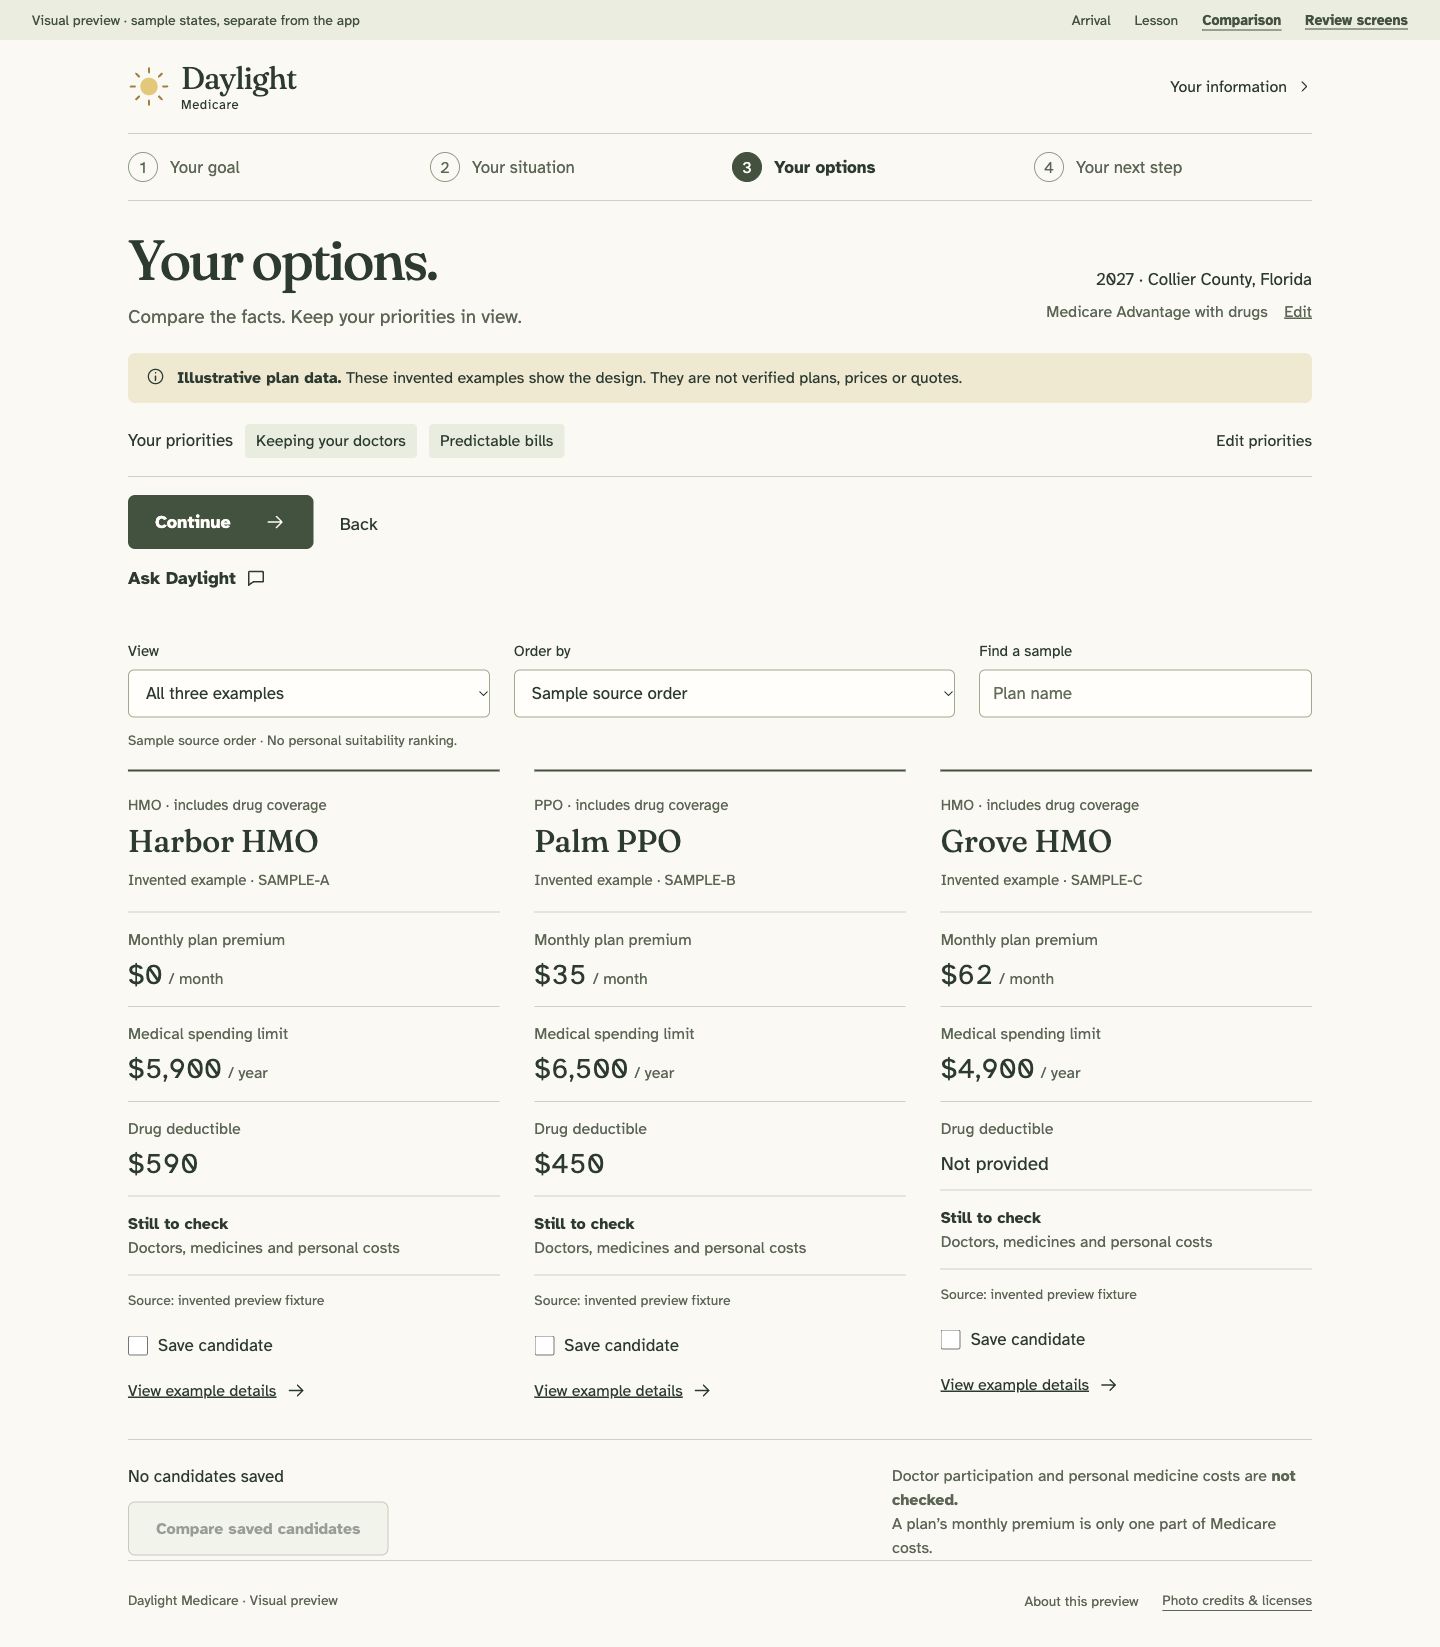 Visual preview · sample states, separate from the app
Arrival Lesson Comparison Review screens
Daylight
Medicare
Your information
1 Your goal 2 Your situation 3 Your options 4 Your next step
Your options.
Compare the facts. Keep your priorities in view.
2027 · Collier County, Florida
Medicare Advantage with drugs Edit
Illustrative plan data. These invented examples show the design. They are not verified plans, prices or quotes.
Your priorities Keeping your doctors Predictable bills Edit priorities
Continue Back
Ask Daylight
View
All three examples
Order by
Sample source order
Find a sample
Plan name
Sample source order · No personal suitability ranking.
HMO · includes drug coverage
Harbor HMO
Invented example · SAMPLE-A
Monthly plan premium
$0 / month
Medical spending limit
$5,900 / year
Drug deductible
$590
Still to check
Doctors, medicines and personal costs
Source: invented preview fixture
Save candidate
View example details
PPO · includes drug coverage
Palm PPO
Invented example · SAMPLE-B
Monthly plan premium
$35 / month
Medical spending limit
$6,500 / year
Drug deductible
$450
Still to check
Doctors, medicines and personal costs
Source: invented preview fixture
Save candidate
View example details
HMO · includes drug coverage
Grove HMO
Invented example · SAMPLE-C
Monthly plan premium
$62 / month
Medical spending limit
$4,900 / year
Drug deductible
Not provided
Still to check
Doctors, medicines and personal costs
Source: invented preview fixture
Save candidate
View example details
No candidates saved
Compare saved candidates
Doctor participation and personal medicine costs are not
checked.
A plan’s monthly premium is only one part of Medicare
costs.
Daylight Medicare · Visual preview
About this preview Photo credits & licenses